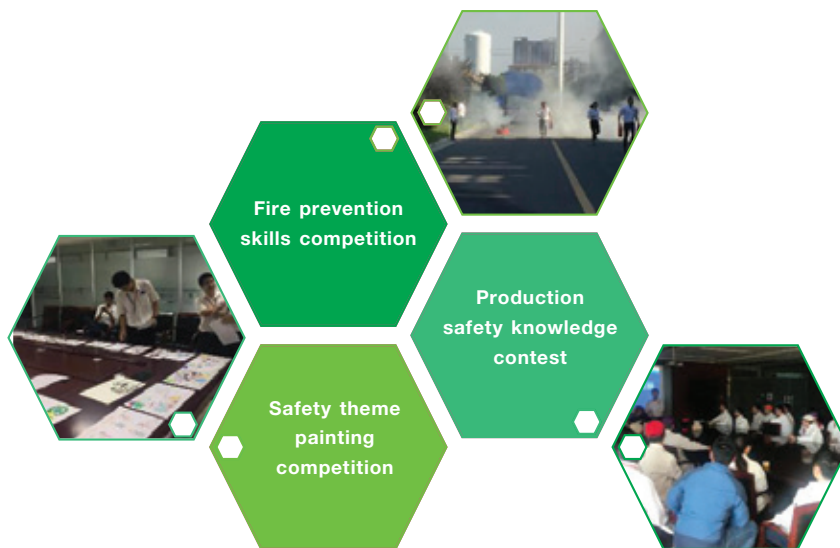 Fire prevention
skills competition
Production
safety knowledge
contest
Safety theme
painting
competition